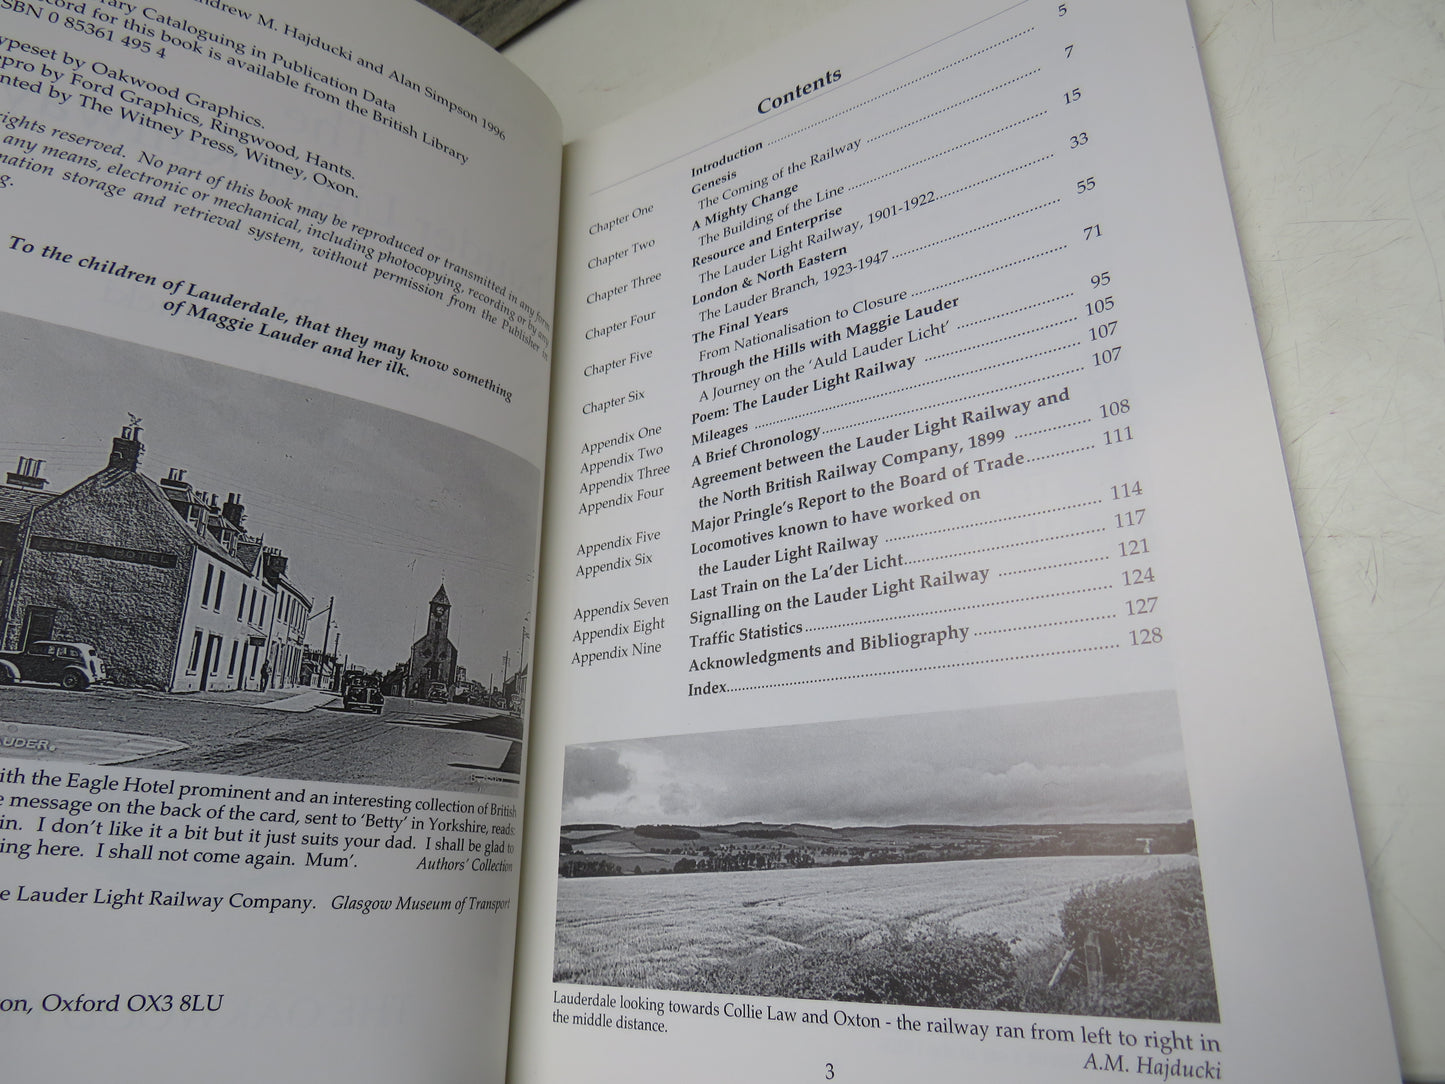 Andrew M. Hajducki and Alan Simpson 1996
Library Cataloguing in Publication Data
record for this book is available from the British Library
ISBN 0 85361 495 4
Typeset by Oakwood Graphics.
Repro by Ford Graphics, Ringwood, Hants.
Printed by The Witney Press, Witney, Oxon.
rights reserved. No part of this book may be reproduced or transmitted in any form
any means, electronic or mechanical, including photocopying, recording or by any
information storage and retrieval system, without permission from the Publisher in
To the children of Lauderdale, that they may know something
of Maggie Lauder and her ilk.
EAGLE HOTEL
LAUDER.
with the Eagle Hotel prominent and an interesting collection of British
message on the back of the card, sent to ‘Betty’ in Yorkshire, reads:
I don’t like it a bit but it just suits your dad. I shall be glad to
here. I shall not come again. Mum’. Authors’ Collection
Lauder Light Railway Company. Glasgow Museum of Transport
Oxford OX3 8LU
Contents
Introduction 5
Chapter One Genesis
The Coming of the Railway 7
Chapter Two A Mighty Change
The Building of the Line 15
Chapter Three Resource and Enterprise
The Lauder Light Railway, 1901-1922 33
Chapter Four London & North Eastern
The Lauder Branch, 1923-1947 55
Chapter Five The Final Years
From Nationalisation to Closure 71
Chapter Six Through the Hills with Maggie Lauder
A Journey on the ‘Auld Lauder Licht’ 95
Appendix One Poem: The Lauder Light Railway 105
Appendix Two Mileages 107
Appendix Three A Brief Chronology 107
Appendix Four Agreement between the Lauder Light Railway and
the North British Railway Company, 1899 108
Appendix Five Major Pringle’s Report to the Board of Trade 111
Appendix Six Locomotives known to have worked on
the Lauder Light Railway 114
Appendix Seven Last Train on the La’der Licht 117
Appendix Eight Signalling on the Lauder Light Railway 121
Appendix Nine Traffic Statistics 124
Acknowledgments and Bibliography 127
Index 128
Lauderdale looking towards Collie Law and Oxton - the railway ran from left to right in
the middle distance. A.M. Hajducki
3